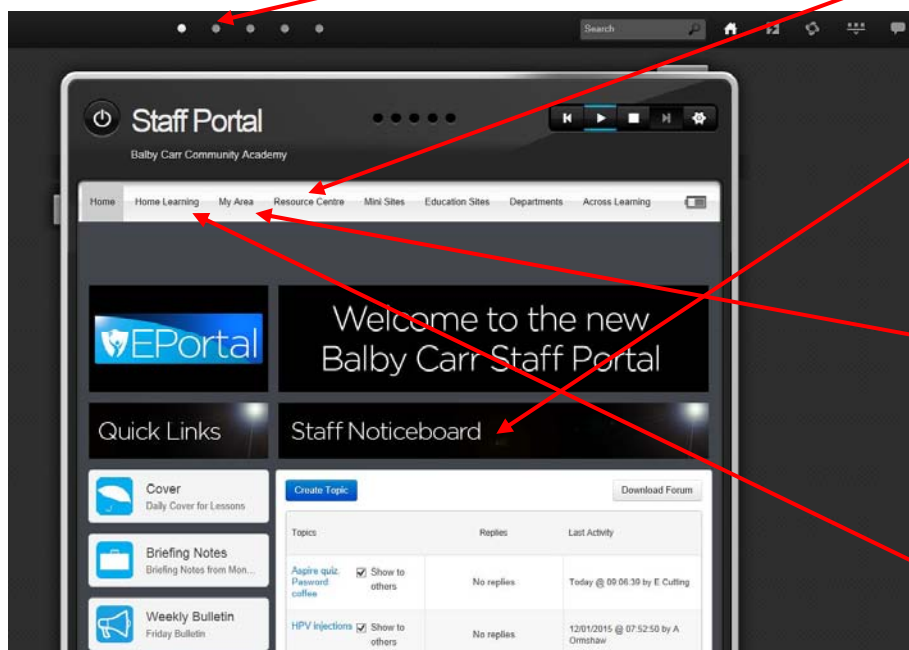 Search
Staff Portal
Balby Carr Community Academy
Home Home Learning My Area Resource Centre Mini Sites Education Sites Departments Across Learning
EPortal
Welcome to the new
Balby Carr Staff Portal
Quick Links
Staff Noticeboard
Cover
Daily Cover for Lessons
Briefing Notes
Briefing Notes from Mon...
Weekly Bulletin
Friday Bulletin
Create Topic Download Forum
Topics Replies Last Activity
Aspire quiz.
Pasword
coffee
Show to
others
No replies
Today @ 09:06:39 by E Cutting
HPV injections
Show to
others
No replies
12/01/2015 @ 07:52:50 by A
Ormshaw